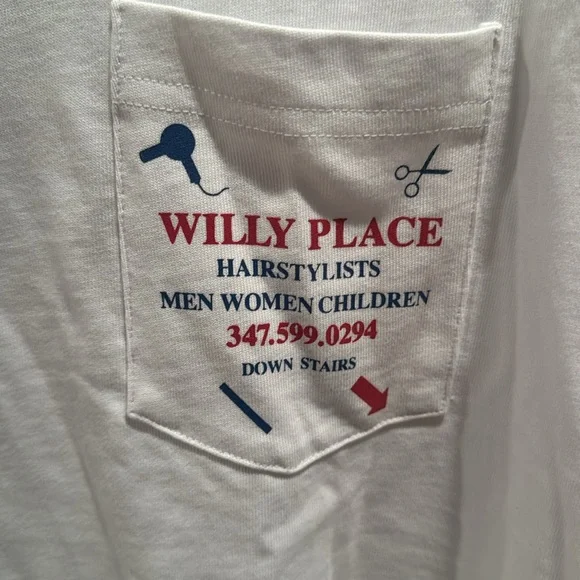 WILLY PLACE
HAIRSTYLISTS
MEN WOMEN CHILDREN
347.599.0294
DOWN STAIRS